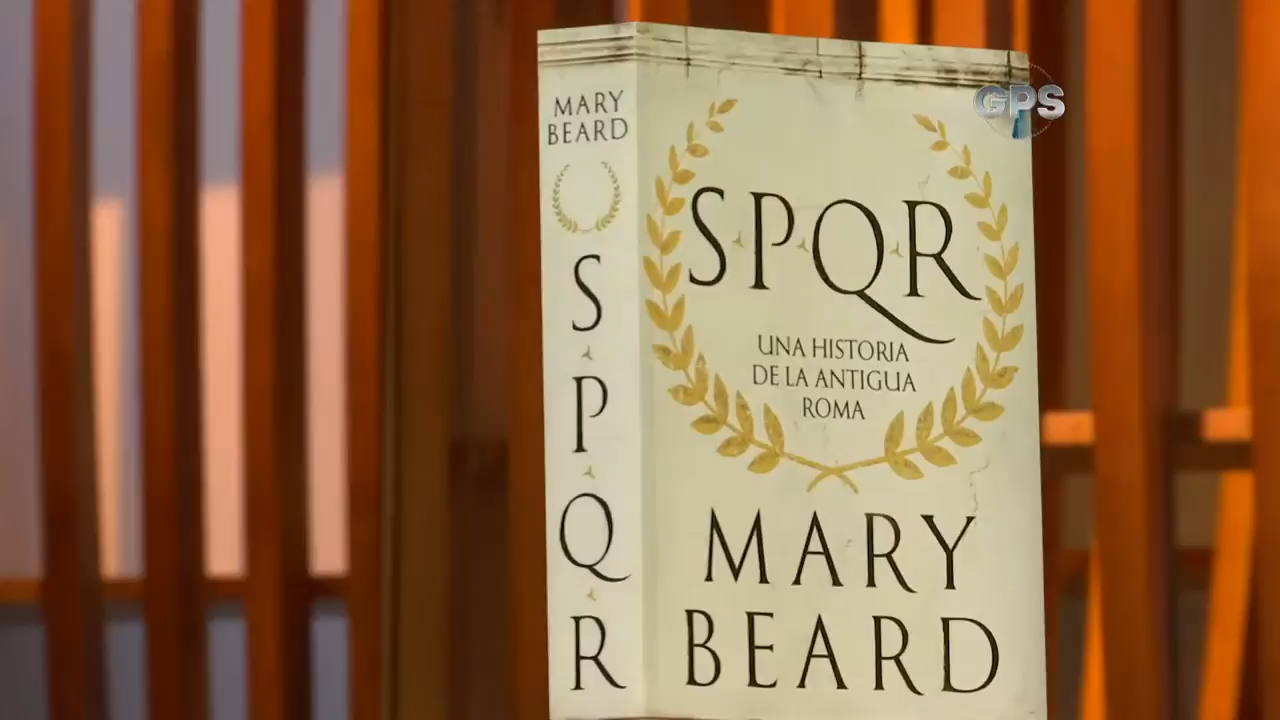 MARY
BEARD
S
P
Q
R
SPQR
UNA HISTORIA
DE LA ANTIGUA
ROMA
MARY
BEARD
GPS